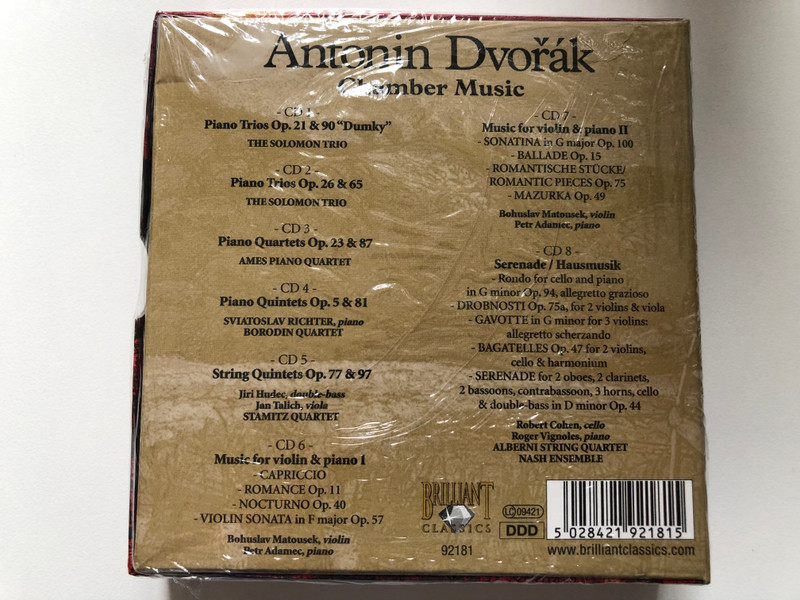 Antonin Dvořák
Chamber Music
- CD 1 -
Piano Trios Op. 21 & 90 “Dumky”
THE SOLOMON TRIO
- CD 2 -
Piano Trios Op. 26 & 65
THE SOLOMON TRIO
- CD 3 -
Piano Quartets Op. 23 & 87
AMES PIANO QUARTET
- CD 4 -
Piano Quintets Op. 5 & 81
SVIATOSLAV RICHTER, piano
BORODIN QUARTET
- CD 5 -
String Quintets Op. 77 & 97
Jiri Hudec, double-bass
Jan Talich, viola
STAMITZ QUARTET
- CD 6 -
Music for violin & piano I
- CAPRICCIO
- ROMANCE Op. 11
- NOCTURNO Op. 40
- VIOLIN SONATA in F major Op. 57
Bohuslav Matousek, violin
Petr Adamec, piano
- CD 7 -
Music for violin & piano II
- SONATINA in G major Op. 100
- BALLADE Op. 15
- ROMANTISCHE STÜCKE/
ROMANTIC PIECES Op. 75
- MAZURKA Op. 49
Bohuslav Matousek, violin
Petr Adamec, piano
- CD 8 -
Serenade / Hausmusik
- Rondo for cello and piano
in G minor Op. 94, allegretto grazioso
- DROBNOSTI Op. 75a, for 2 violins & viola
- GAVOTTE in G minor for 3 violins:
allegretto scherzando
- BAGATELLES Op. 47 for 2 violins,
cello & harmonium
- SERENADE for 2 oboes, 2 clarinets,
2 bassoons, contrabassoon, 3 horns, cello
& double-bass in D minor Op. 44
Robert Cohen, cello
Roger Vignoles, piano
ALBERNI STRING QUARTET
NASH ENSEMBLE
BRILLIANT
CLASSICS
92181
LC 09421
DDD
5 028421 921815
www.brilliantclassics.com